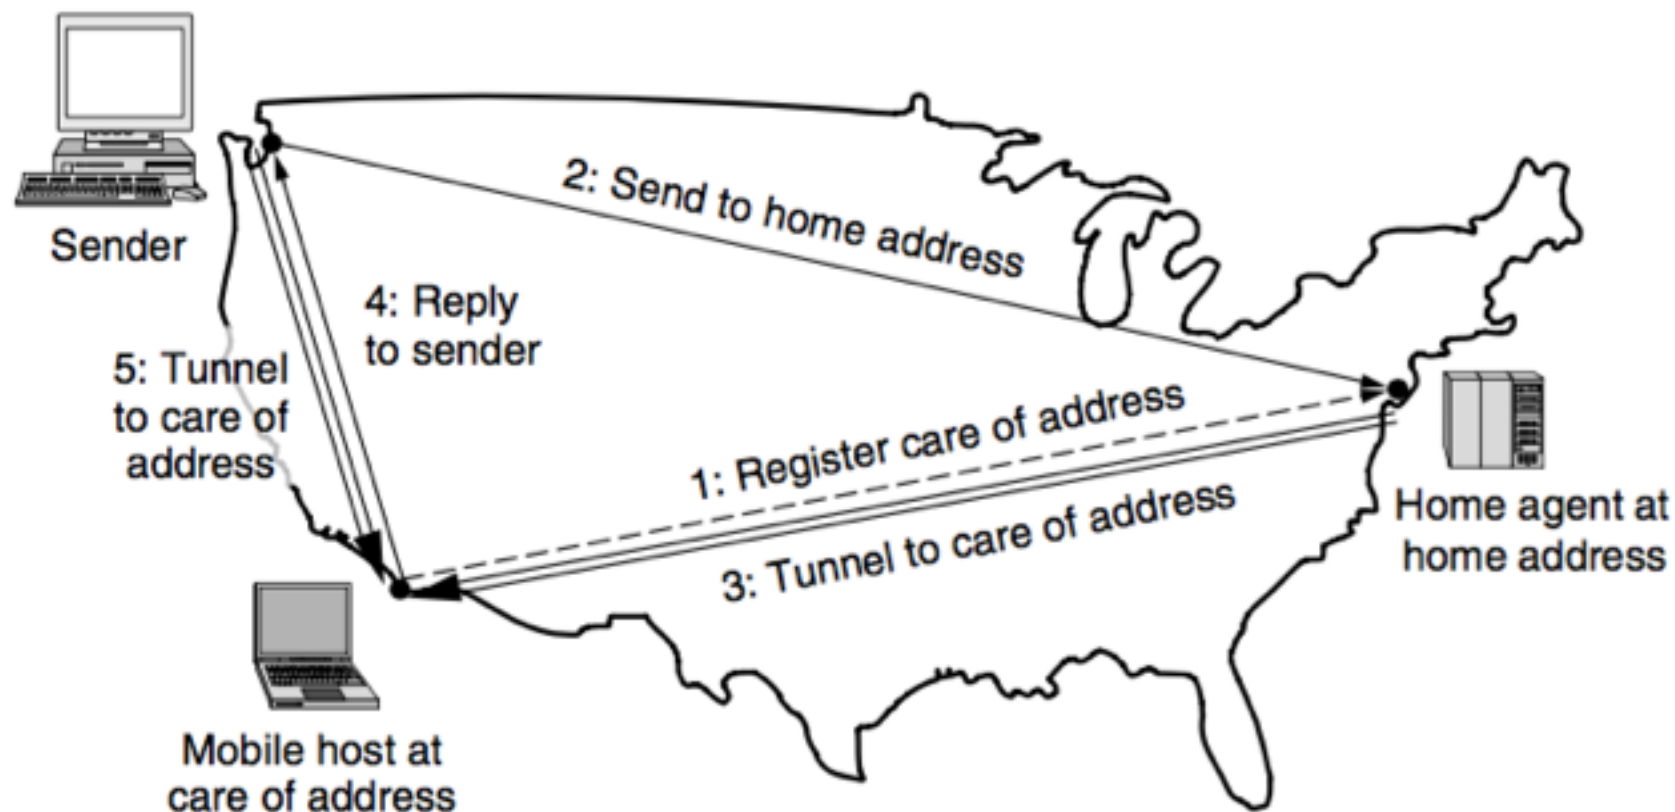 Sender
2: Send to home address
4: Reply
to sender
5: Tunnel
to care of
address
1: Register care of address
3: Tunnel to care of address
Home agent at
home address
Mobile host at
care of address